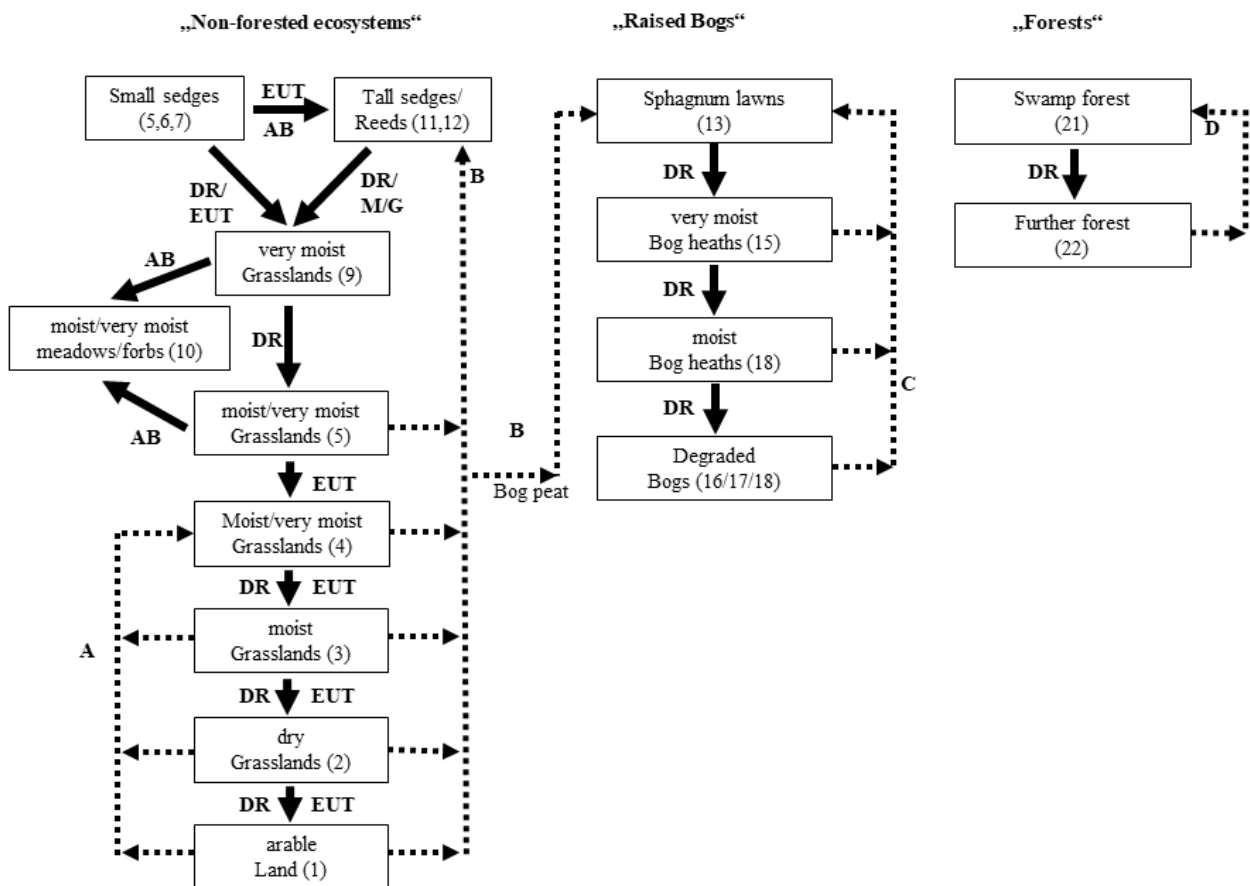 „Non-forested ecosystems“
„Raised Bogs“
„Forests“
Small sedges
(5,6,7)
EUT
AB
Tall sedges/
Reeds (11,12)
DR/
EUT
DR/
M/G
B
very moist
Grasslands (9)
AB
moist/very moist
meadows/forbs (10)
DR
AB
moist/very moist
Grasslands (5)
EUT
Moist/very moist
Grasslands (4)
DR EUT
moist
Grasslands (3)
A
DR EUT
dry
Grasslands (2)
DR EUT
arable
Land (1)
B
Bog peat
Sphagnum lawns
(13)
DR
very moist
Bog heaths (15)
DR
moist
Bog heaths (18)
DR
C
Degraded
Bogs (16/17/18)
Swamp forest
(21)
D
DR
Further forest
(22)